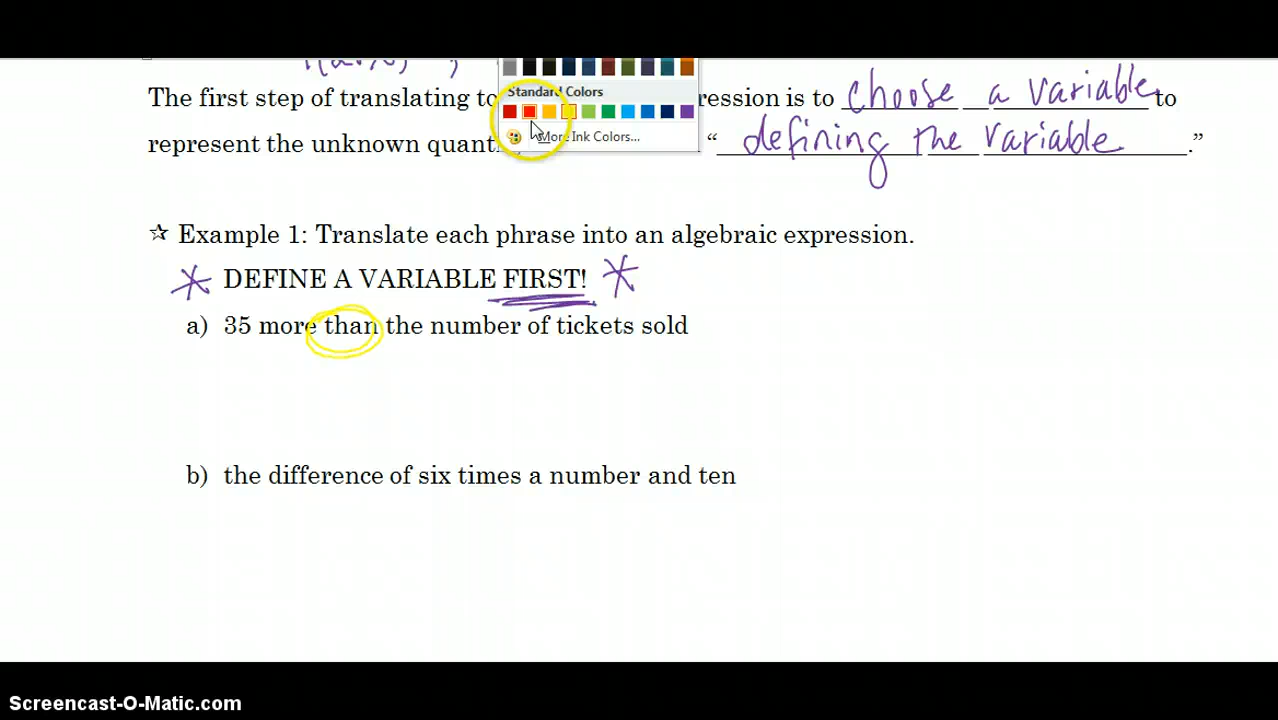 Standard Colors
The first step of translating to ression is to choose a variable to
More Ink Colors...
represent the unknown quant " defining the variable ."
☆ Example 1: Translate each phrase into an algebraic expression.
* DEFINE A VARIABLE FIRST! *
a) 35 more than the number of tickets sold
b) the difference of six times a number and ten
Screencast-O-Matic.com